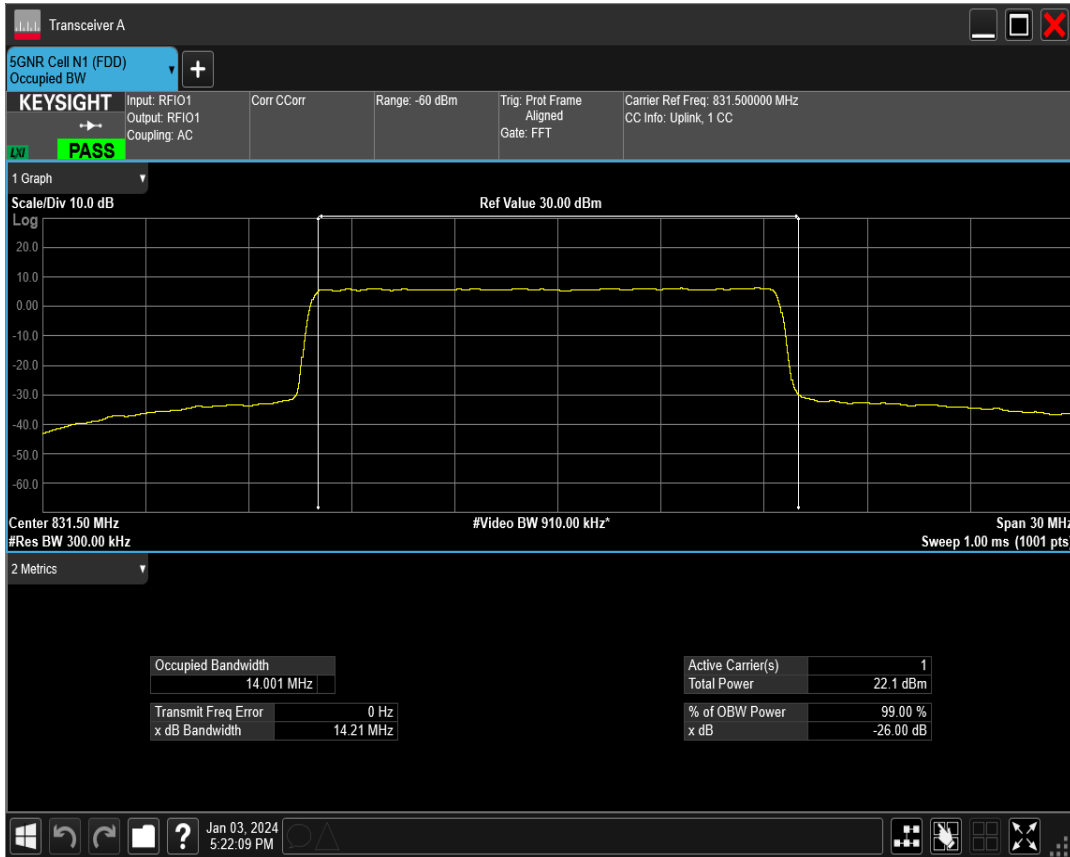 Transceiver A
5GNR Cell N1 (FDD)
Occupied BW
+
KEYSIGHT
LXI
PASS
Input: RFIO1
Output: RFIO1
Coupling: AC
Corr CCorr
Range: -60 dBm
Trig: Prot Frame
Aligned
Gate: FFT
Carrier Ref Freq: 831.500000 MHz
CC Info: Uplink, 1 CC
1 Graph
Scale/Div 10.0 dB
Ref Value 30.00 dBm
Log
20.0
10.0
0.00
-10.0
-20.0
-30.0
-40.0
-50.0
-60.0
Center 831.50 MHz
#Video BW 910.00 kHz*
Span 30 MHz
#Res BW 300.00 kHz
Sweep 1.00 ms (1001 pts)
2 Metrics
Occupied Bandwidth
14.001 MHz
Transmit Freq Error 0 Hz
x dB Bandwidth 14.21 MHz
Active Carrier(s) 1
Total Power 22.1 dBm
% of OBW Power 99.00 %
x dB -26.00 dB
?
Jan 03, 2024
5:22:09 PM